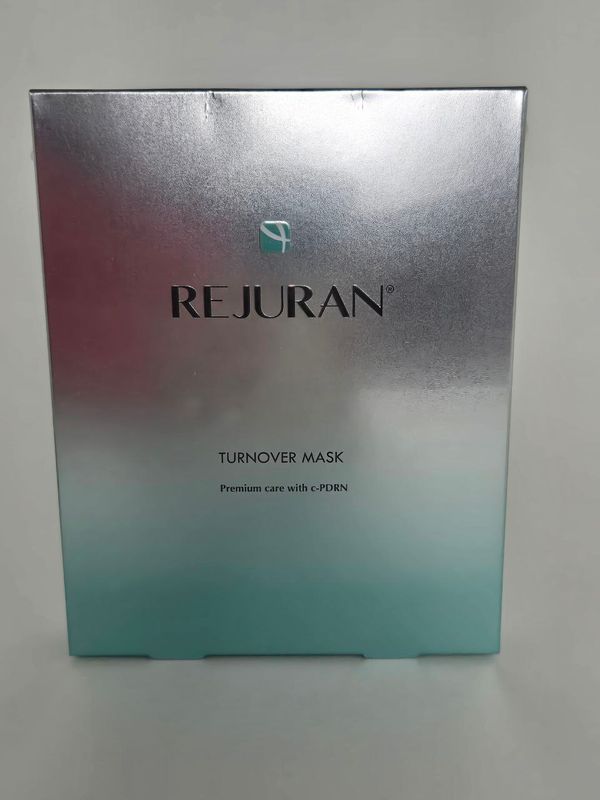 REJURAN®
TURNOVER MASK
Premium care with c-PDRN